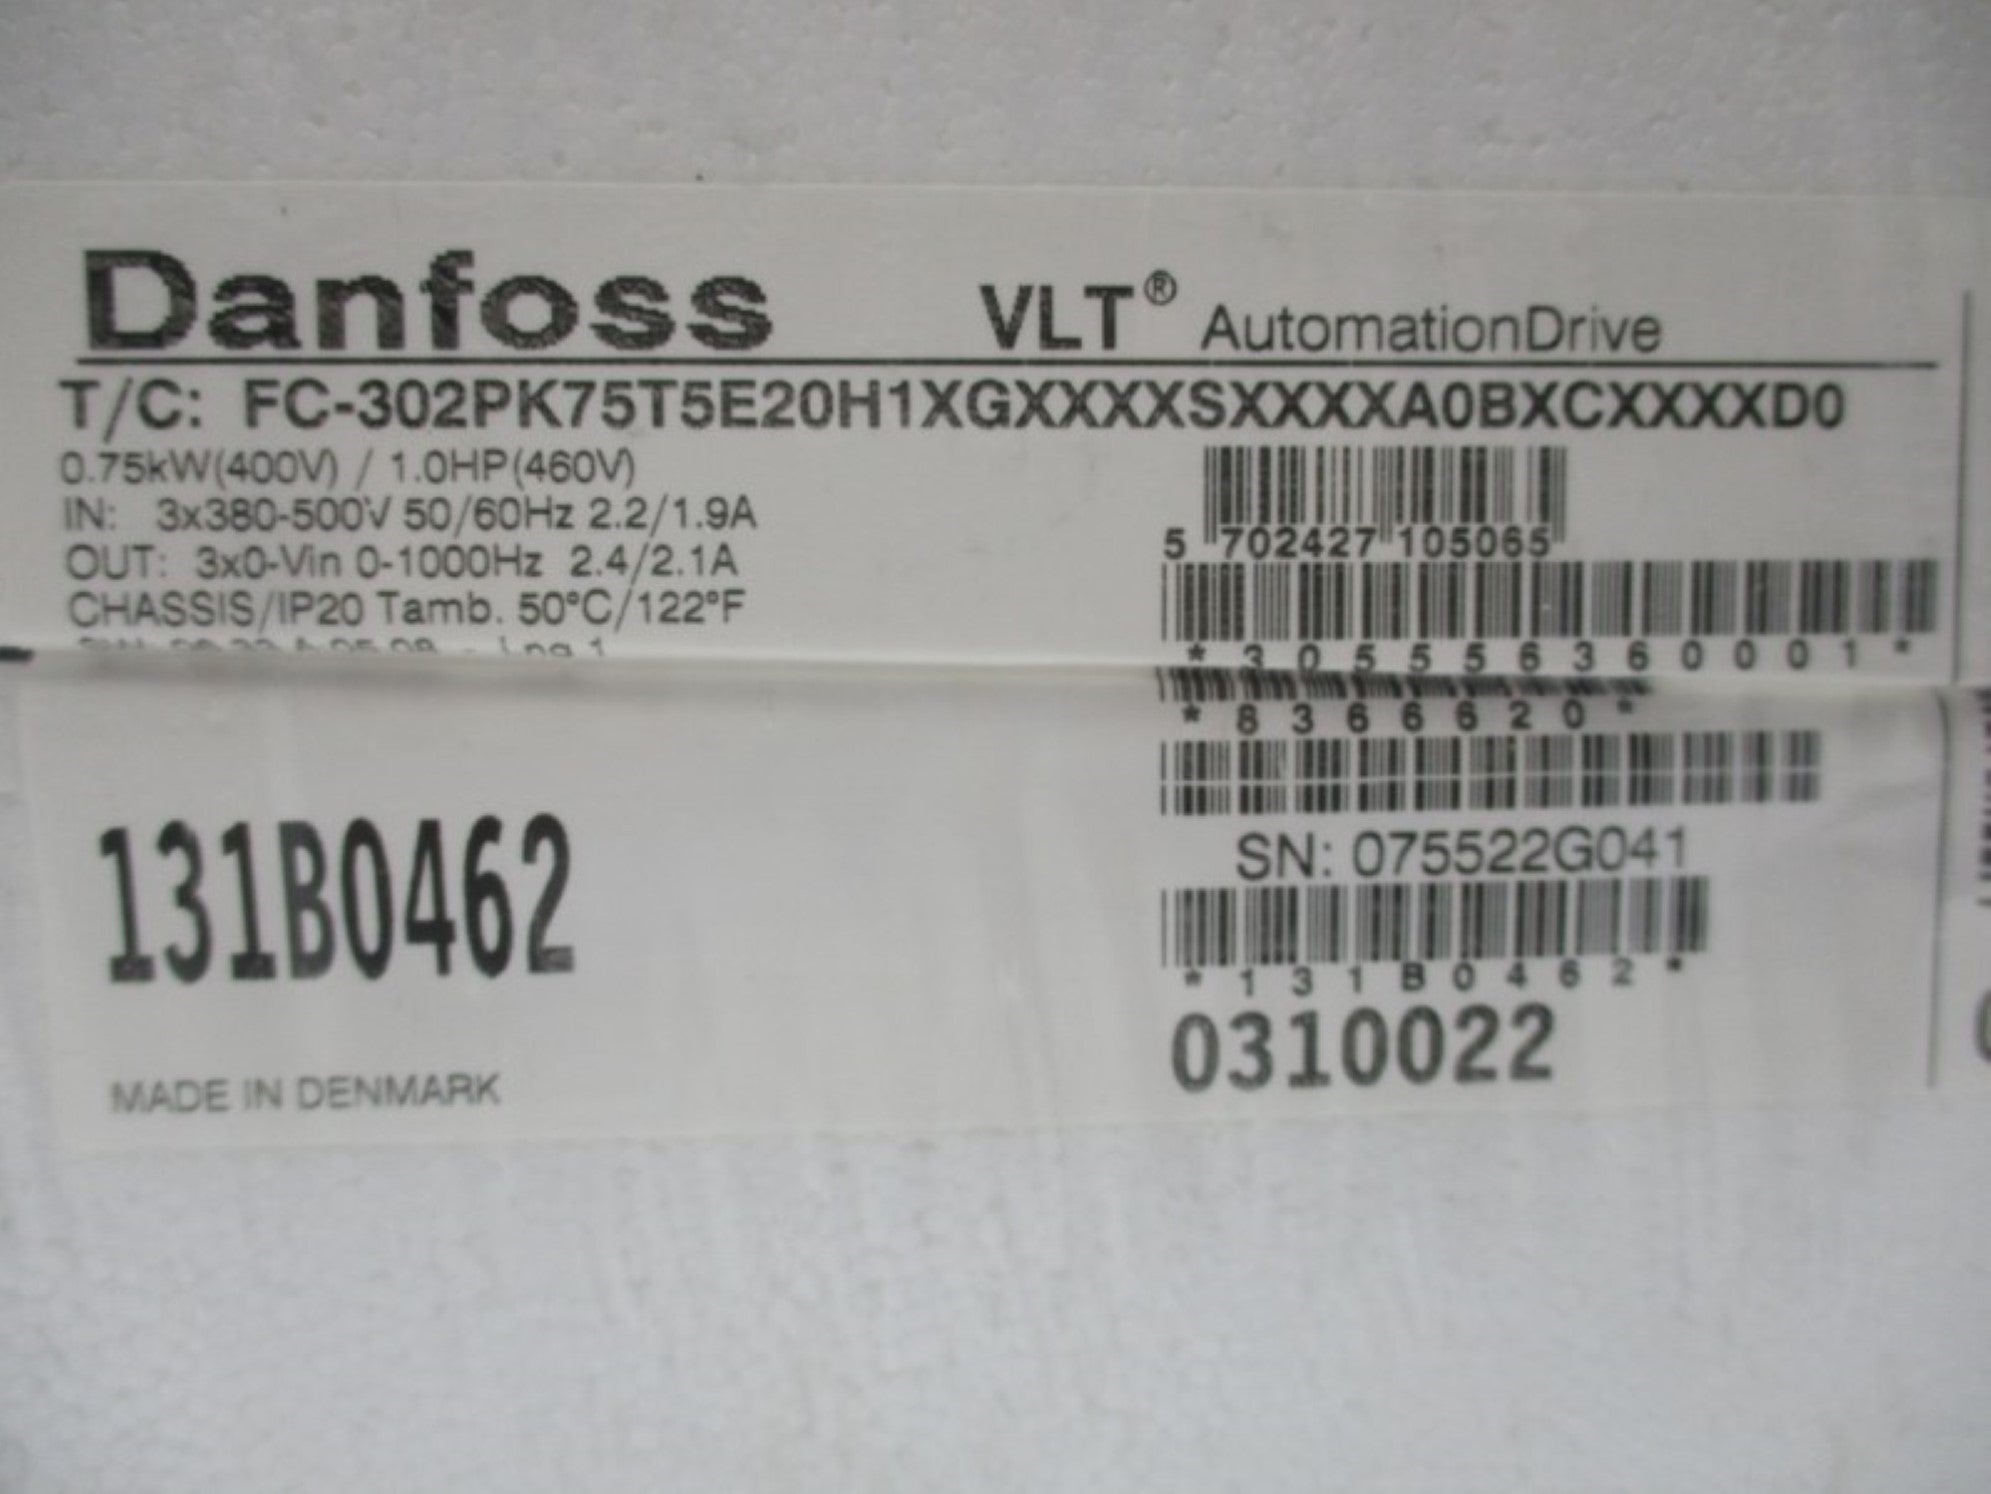 Danfoss VLT® AutomationDrive
T/C: FC-302PK75T5E20H1XGXXXXSXXXXA0BXCXXXXD0
0.75kW(400V) / 1.0HP(460V)
IN: 3x380-500V 50/60Hz 2.2/1.9A
OUT: 3x0-Vin 0-1000Hz 2.4/2.1A
CHASSIS/IP20 Tamb. 50°C/122°F
5 702427 105065
*305556360001*
*8366620*
SN: 075522G041
131B0462
*131B0462*
0310022
MADE IN DENMARK